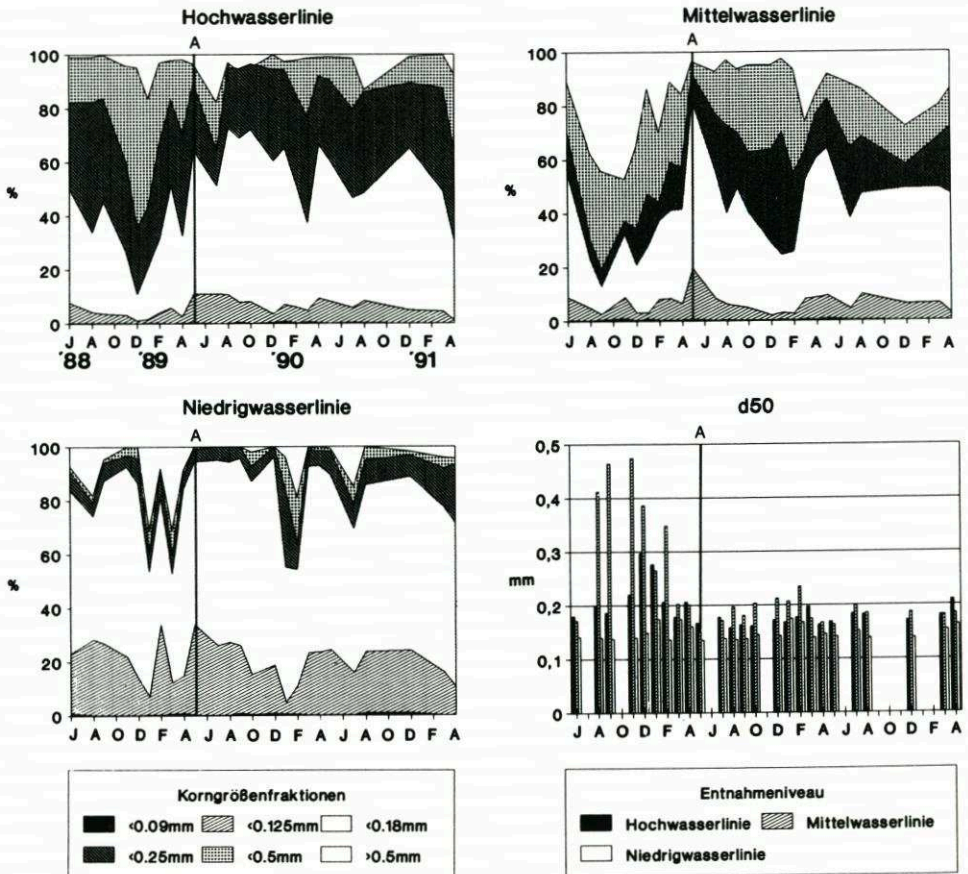 Hochwasserlinie
A
100
80
60
%
40
20
0
J A O D F A J A O D F A J A O D F A
'88 '89 '90 '91
Mittelwasserlinie
A
100
80
60
%
40
20
0
J A O D F A J A O D F A J A O D F A
Niedrigwasserlinie
A
100
80
60
%
40
20
0
J A O D F A J A O D F A J A O D F A
d50
A
0,5
0,4
0,3
mm
0,2
0,1
0
J A O D F A J A O D F A J A O D F A
Korngrößenfraktionen
<0.09mm <0.125mm <0.18mm
<0.25mm <0.5mm >0.5mm
Entnahmeniveau
Hochwasserlinie Mittelwasserlinie
Niedrigwasserlinie